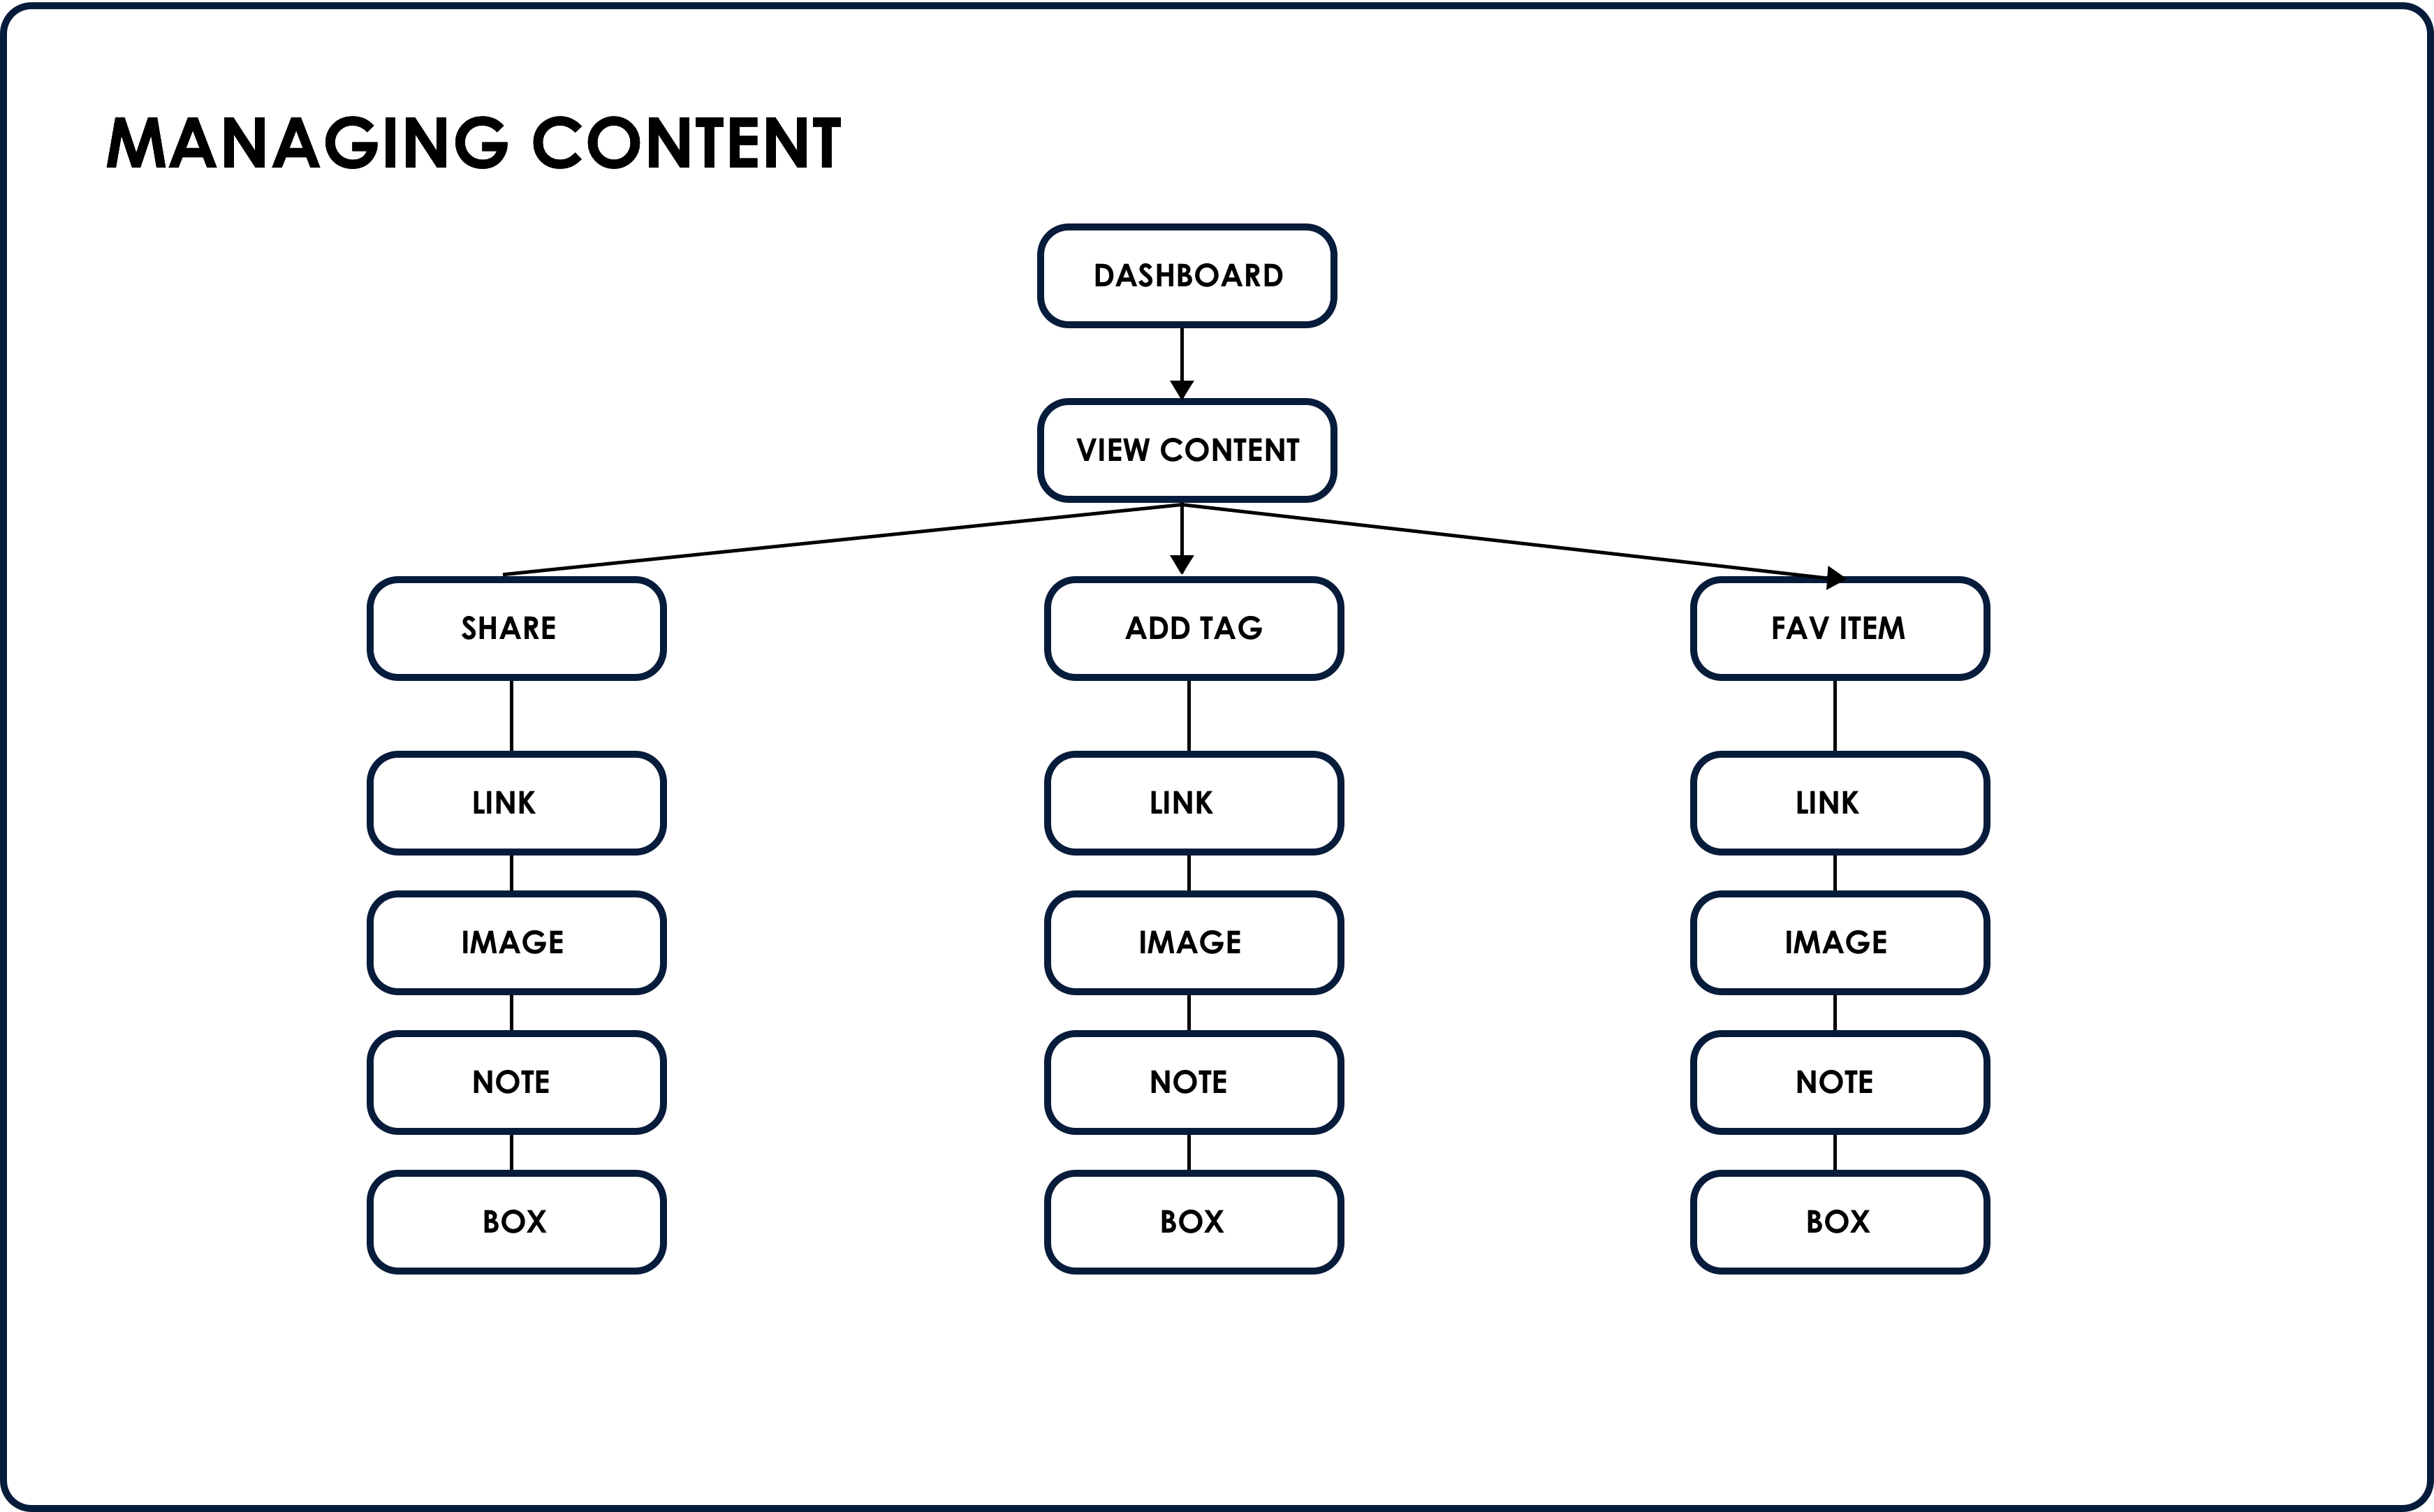 MANAGING CONTENT
DASHBOARD
VIEW CONTENT
SHARE
ADD TAG
FAV ITEM
LINK
LINK
LINK
IMAGE
IMAGE
IMAGE
NOTE
NOTE
NOTE
BOX
BOX
BOX